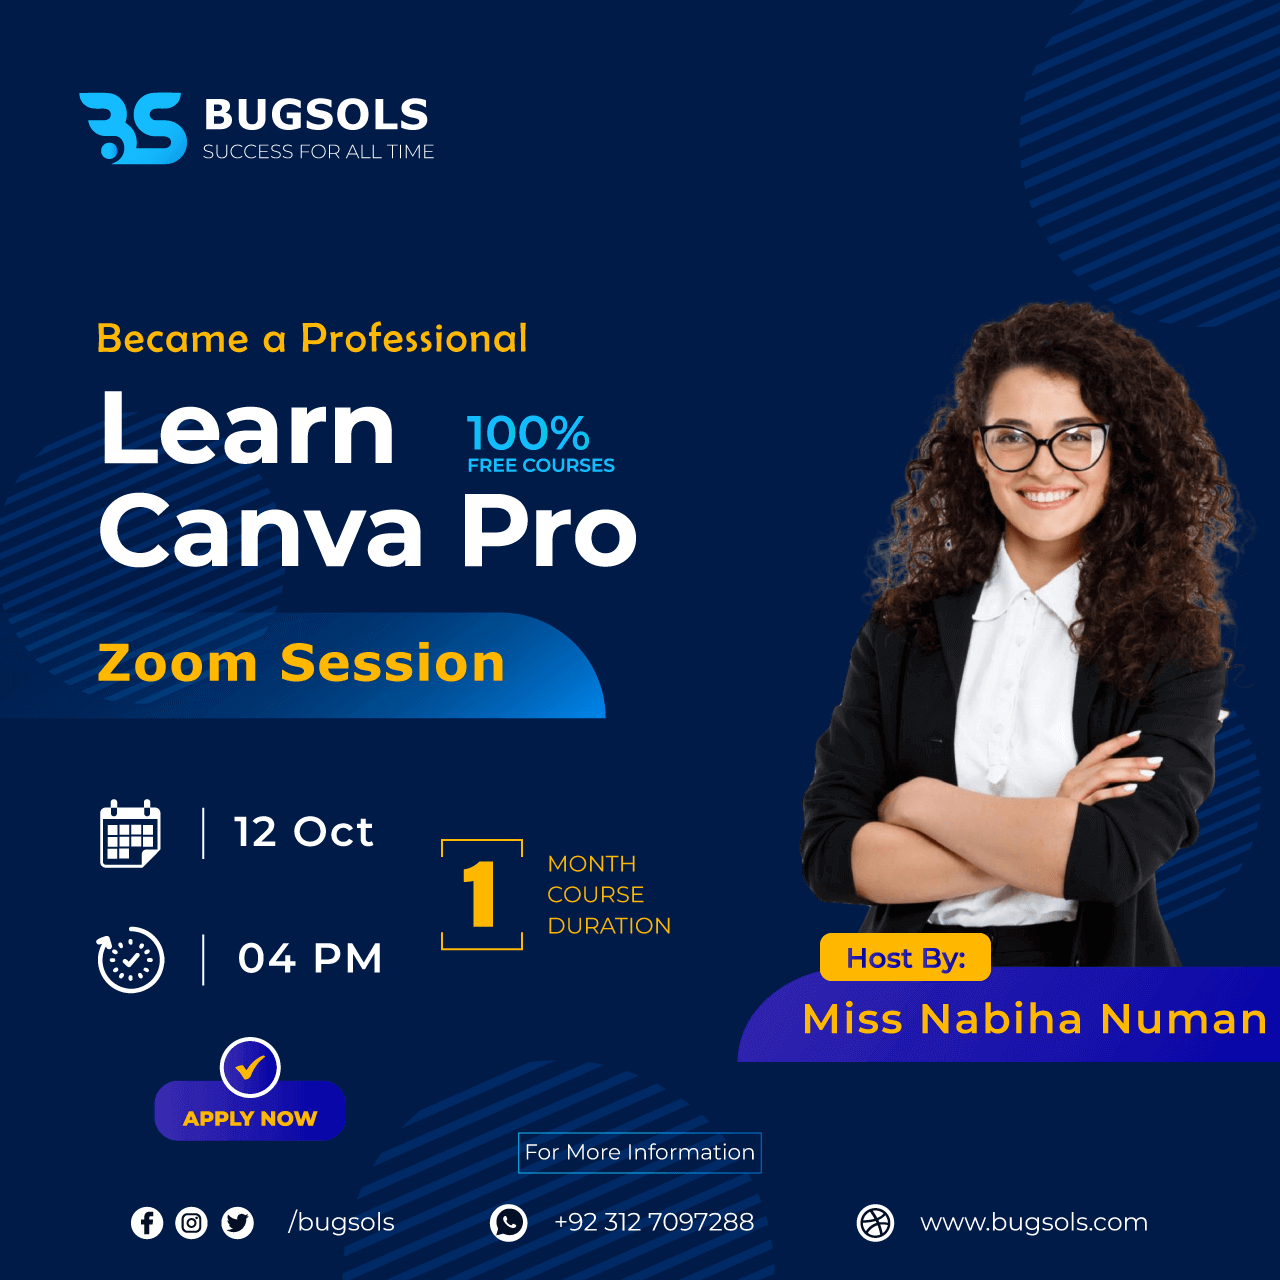 BUGSOLS
SUCCESS FOR ALL TIME
Became a Professional
Learn
100%
FREE COURSES
Canva Pro
Zoom Session
12 Oct
04 PM
1
MONTH
COURSE
DURATION
Host By:
Miss Nabiha Numan
APPLY NOW
For More Information
/bugsols
+92 312 7097288
www.bugsols.com